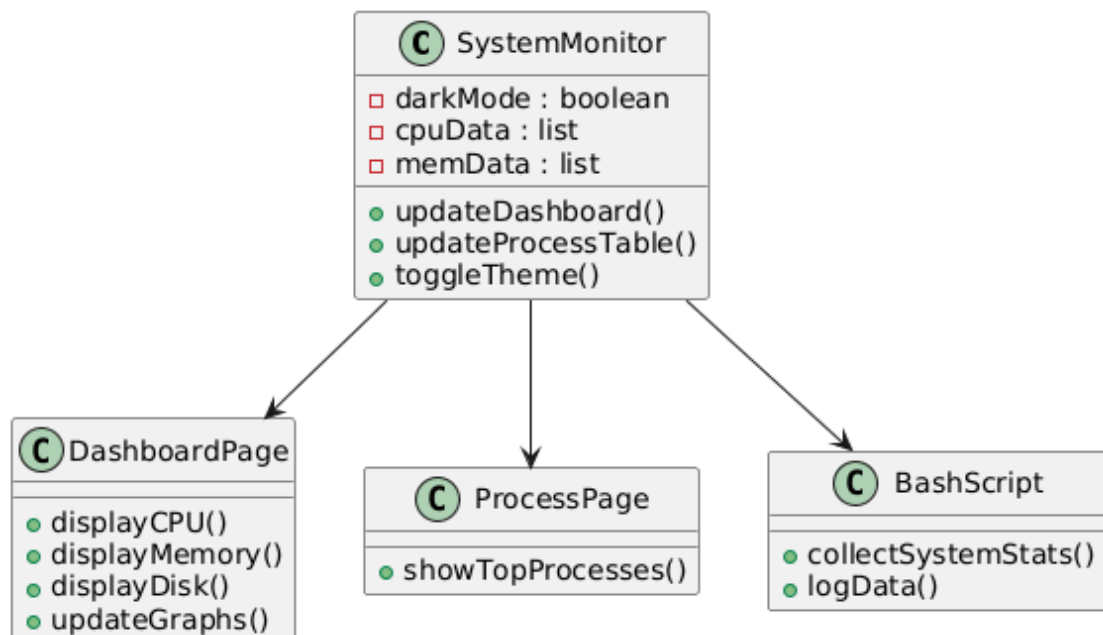 C SystemMonitor
darkMode : boolean
cpuData : list
memData : list
updateDashboard()
updateProcessTable()
toggleTheme()
C DashboardPage
displayCPU()
displayMemory()
displayDisk()
updateGraphs()
C ProcessPage
showTopProcesses()
C BashScript
collectSystemStats()
logData()